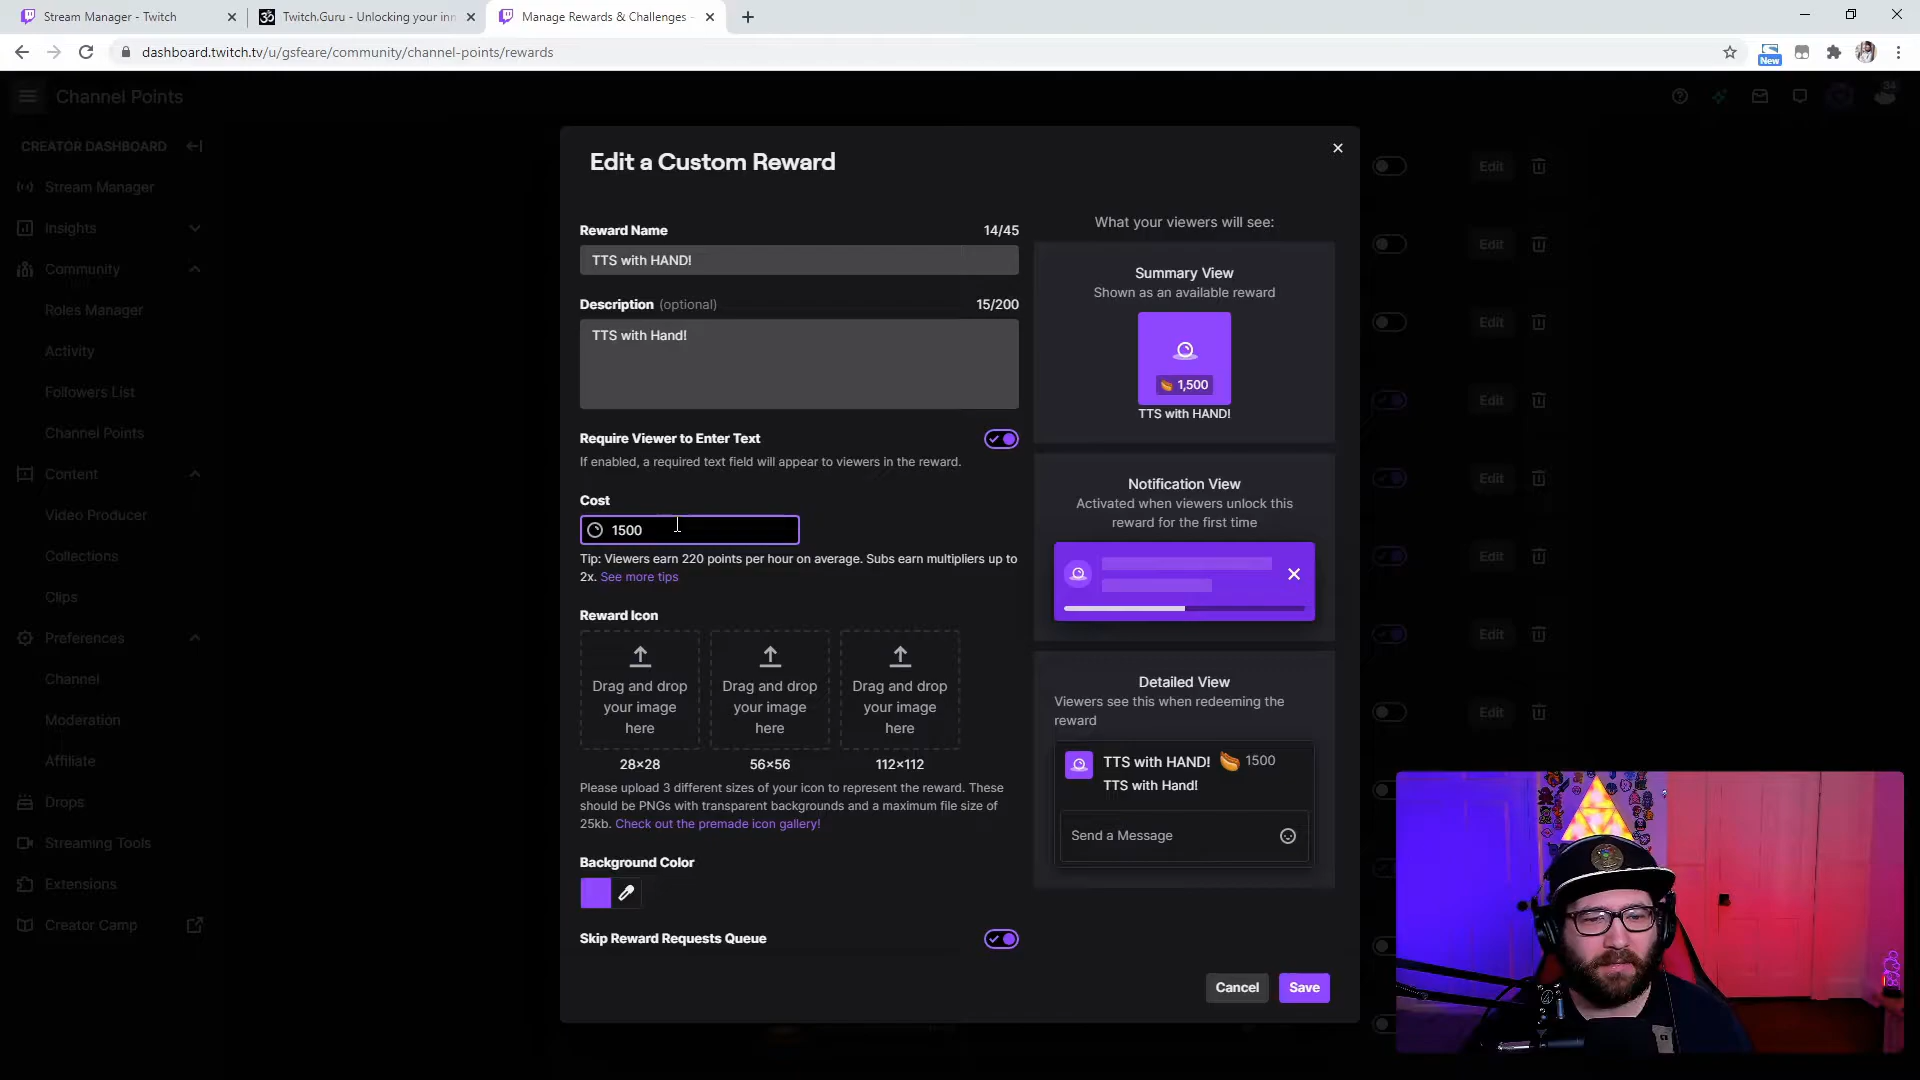 Stream Manager - Twitch
Twitch.Guru - Unlocking your inn
Manage Rewards & Challenges -
dashboard.twitch.tv/u/gsfeare/community/channel-points/rewards
New
Channel Points
34
CREATOR DASHBOARD
Stream Manager
Insights
Community
Roles Manager
Activity
Followers List
Channel Points
Content
Video Producer
Collections
Clips
Preferences
Channel
Moderation
Affiliate
Drops
Streaming Tools
Extensions
Creator Camp
Edit a Custom Reward
Reward Name 14/45
TTS with HAND!
Description (optional) 15/200
TTS with Hand!
Require Viewer to Enter Text
If enabled, a required text field will appear to viewers in the reward.
Cost
1500
Tip: Viewers earn 220 points per hour on average. Subs earn multipliers up to
2x. See more tips
Reward Icon
Drag and drop your image here
Drag and drop your image here
Drag and drop your image here
28×28 56×56 112×112
Please upload 3 different sizes of your icon to represent the reward. These
should be PNGs with transparent backgrounds and a maximum file size of
25kb. Check out the premade icon gallery!
Background Color
Skip Reward Requests Queue
What your viewers will see:
Summary View
Shown as an available reward
1,500
TTS with HAND!
Notification View
Activated when viewers unlock this
reward for the first time
Detailed View
Viewers see this when redeeming the
reward
TTS with HAND! 1500
TTS with Hand!
Send a Message
Cancel
Save
Edit
Edit
Edit
Edit
Edit
Edit
Edit
Edit